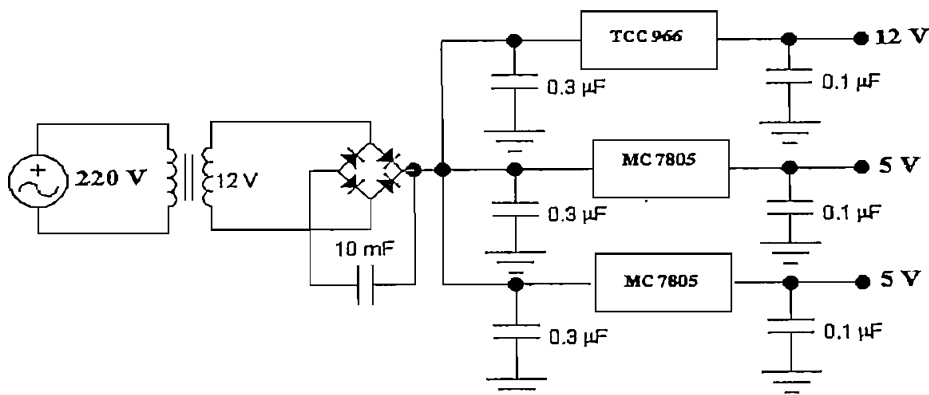 TCC 966
12 V
0.3 µF
0.1 µF
220 V
12 V
MC 7805
5 V
10 mF
0.3 µF
0.1 µF
MC 7805
5 V
0.3 µF
0.1 µF